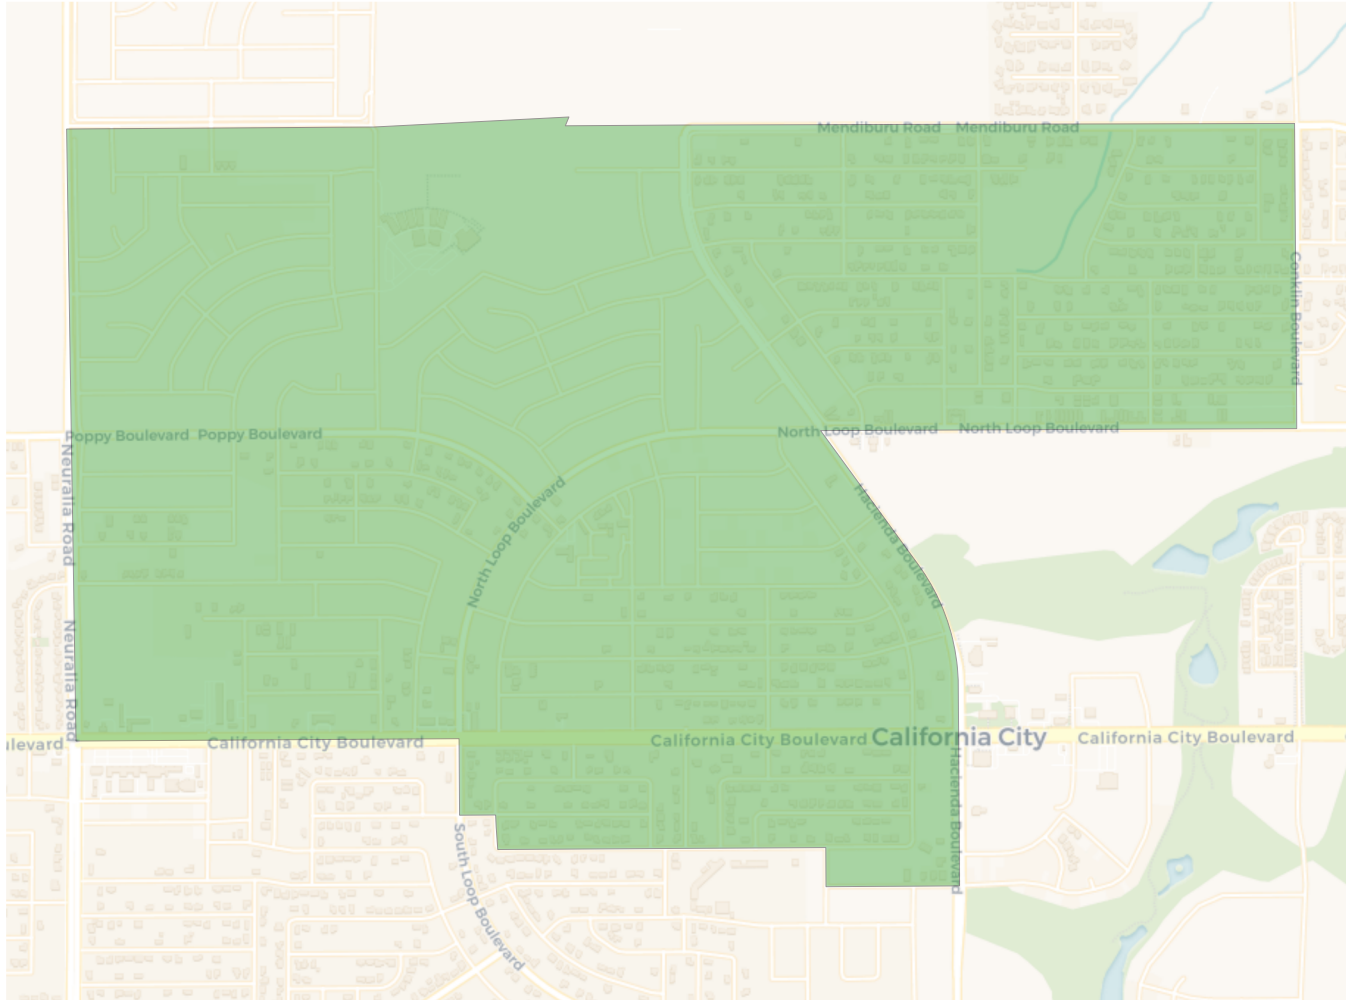 Mendiburu Road
Mendiburu Road
Conklin Boulevard
Poppy Boulevard
Poppy Boulevard
North Loop Boulevard
North Loop Boulevard
Neuralia Road
North Loop Boulevard
Hacienda Boulevard
Neuralia Road
ulevard
California City Boulevard
California City Boulevard
California City
California City Boulevard
Hacienda Boulevard
South Loop Boulevard